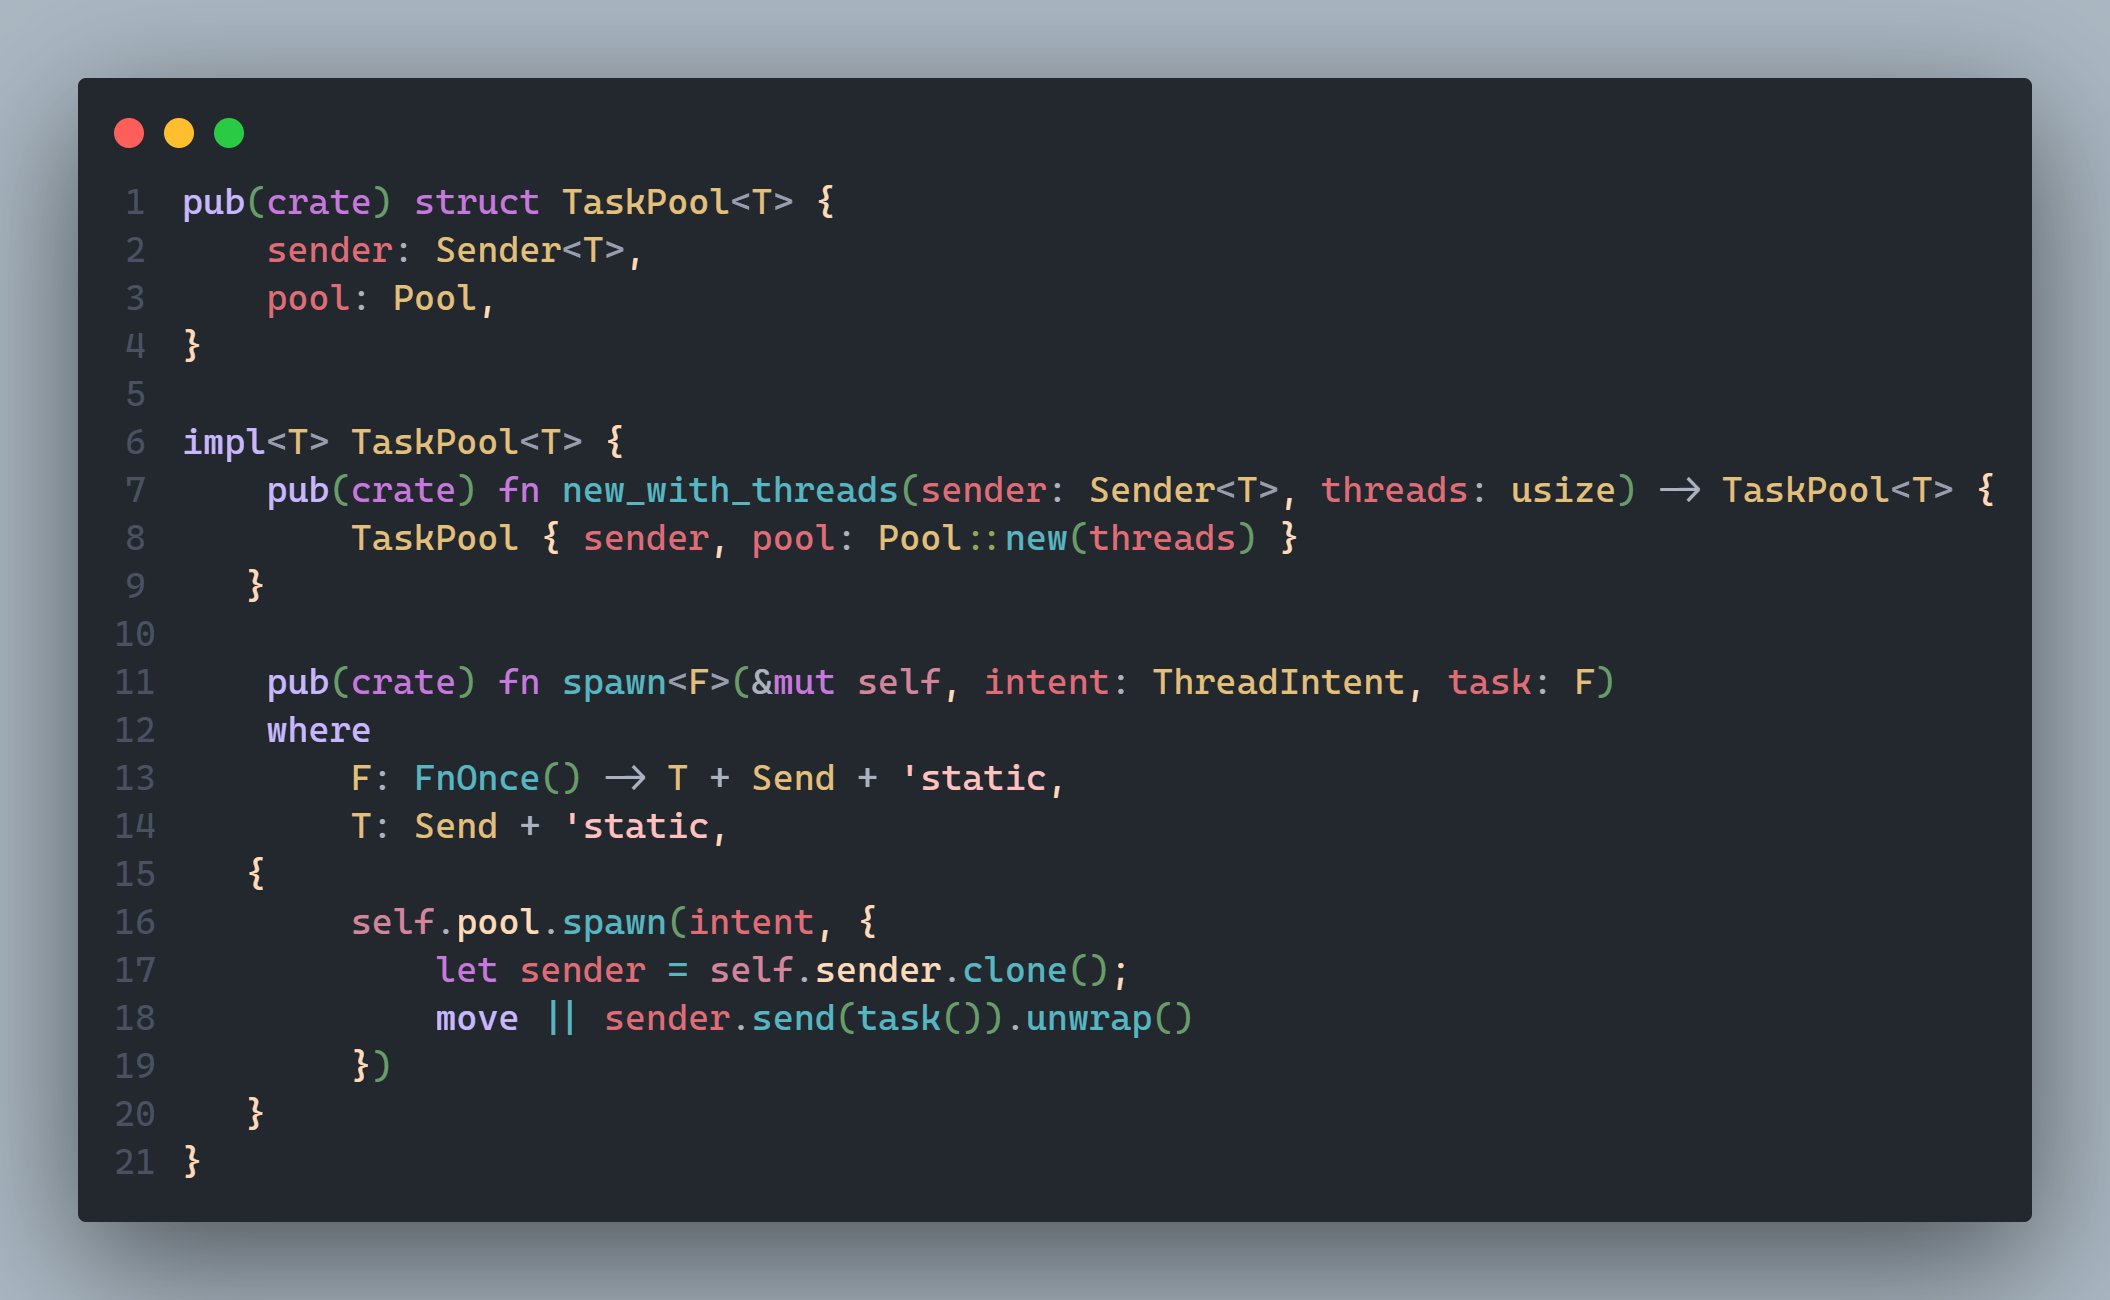 1 pub(crate) struct TaskPool<T> {
2     sender: Sender<T>,
3     pool: Pool,
4 }
5
6 impl<T> TaskPool<T> {
7     pub(crate) fn new_with_threads(sender: Sender<T>, threads: usize) -> TaskPool<T> {
8         TaskPool { sender, pool: Pool::new(threads) }
9    }
10
11     pub(crate) fn spawn<F>(&mut self, intent: ThreadIntent, task: F)
12     where
13         F: FnOnce() -> T + Send + 'static,
14         T: Send + 'static,
15    {
16         self.pool.spawn(intent, {
17             let sender = self.sender.clone();
18             move || sender.send(task()).unwrap()
19         })
20    }
21 }